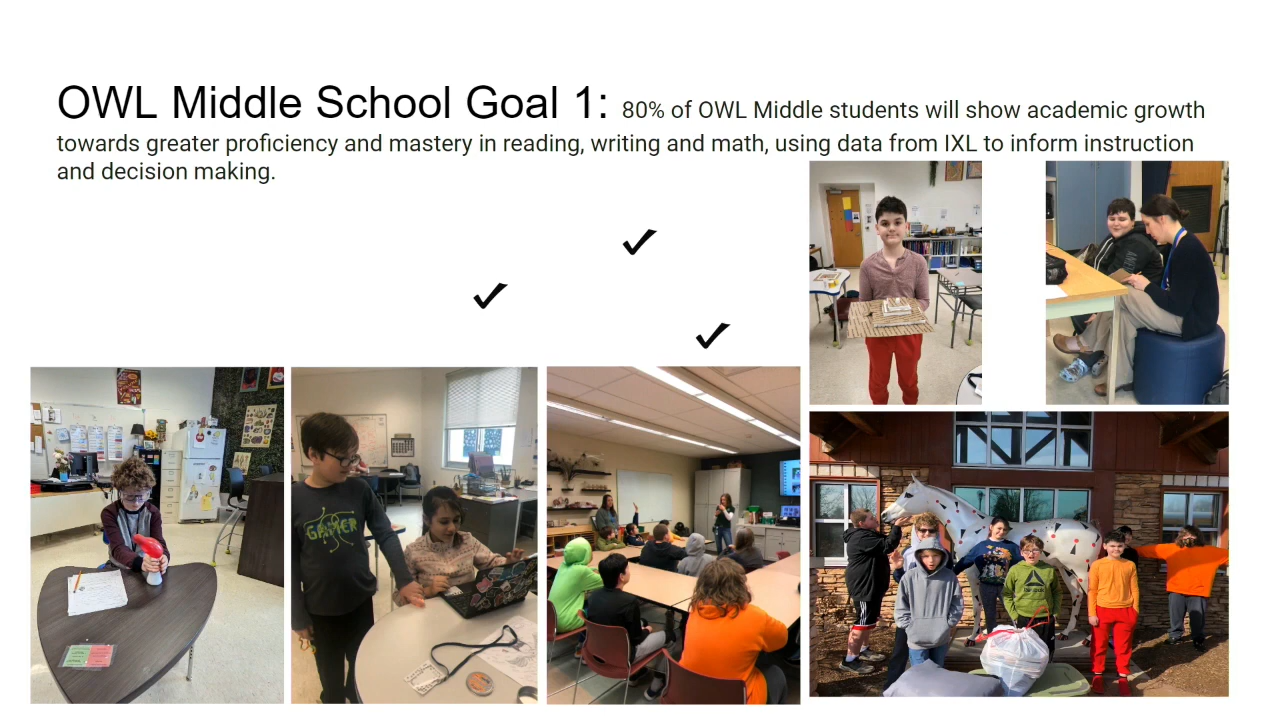 OWL Middle School Goal 1: 80% of OWL Middle students will show academic growth
towards greater proficiency and mastery in reading, writing and math, using data from IXL to inform instruction
and decision making.
GAMER